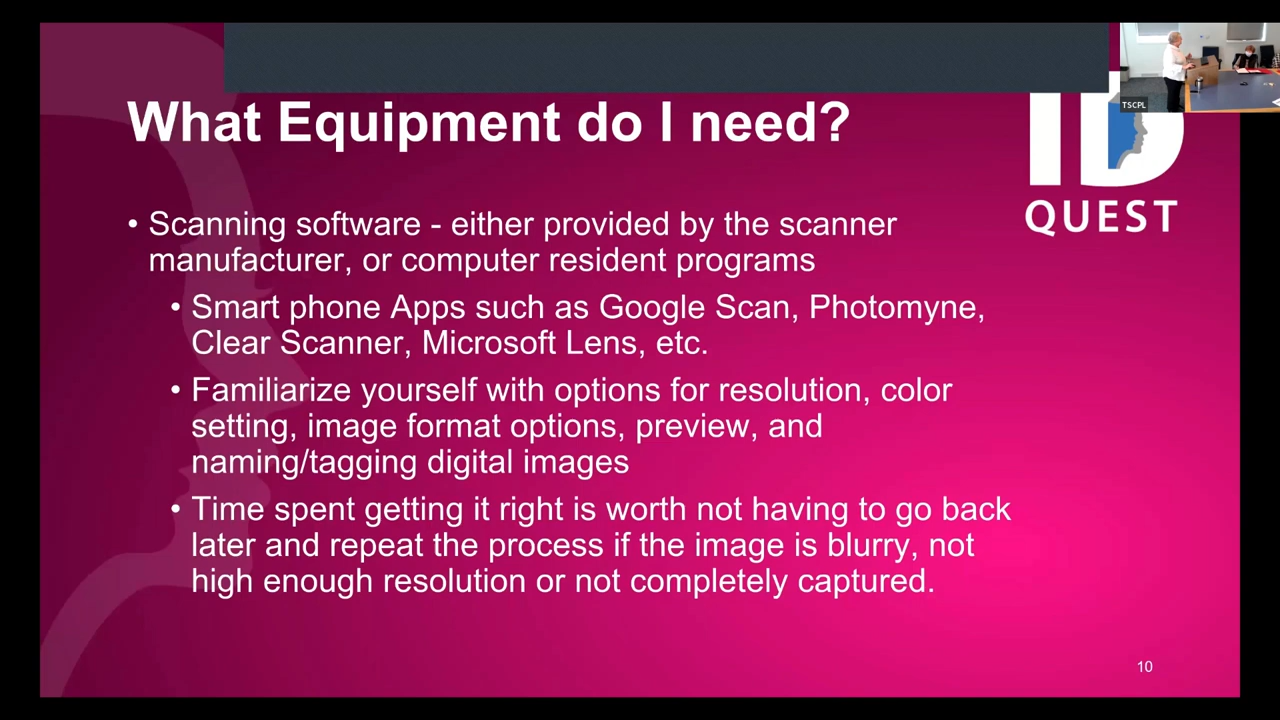 TSCPL
What Equipment do I need?
ID
QUEST
• Scanning software - either provided by the scanner
manufacturer, or computer resident programs
• Smart phone Apps such as Google Scan, Photomyne,
Clear Scanner, Microsoft Lens, etc.
• Familiarize yourself with options for resolution, color
setting, image format options, preview, and
naming/tagging digital images
• Time spent getting it right is worth not having to go back
later and repeat the process if the image is blurry, not
high enough resolution or not completely captured.
10